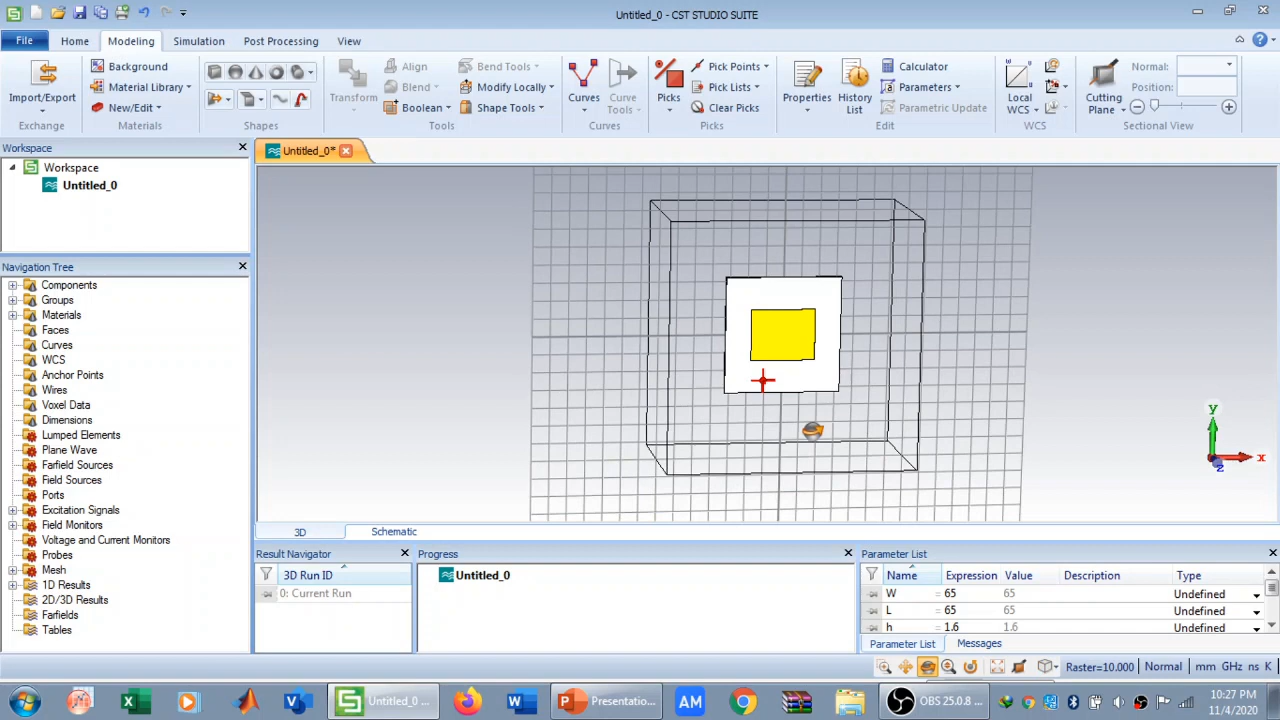 Untitled_0 - CST STUDIO SUITE
File Modeling Simulation Post Processing View
Home
Import/Export
Exchange
Background
Material Library
New/Edit
Materials
Shapes
Transform
Align
Blend
Boolean
Bend Tools
Modify Locally
Shape Tools
Tools
Curves
Curve Tools
Curves
Picks
Pick Points
Pick Lists
Clear Picks
Picks
Properties
History List
Calculator
Parameters
Parametric Update
Edit
Local WCS
WCS
Cutting Plane
Normal:
Position:
Sectional View
Workspace
Workspace
Untitled_0
Untitled_0*
Navigation Tree
Components
Groups
Materials
Faces
Curves
WCS
Anchor Points
Wires
Voxel Data
Dimensions
Lumped Elements
Plane Wave
Farfield Sources
Field Sources
Ports
Excitation Signals
Field Monitors
Voltage and Current Monitors
Probes
Mesh
1D Results
2D/3D Results
Farfields
Tables
y
x
z
3D Schematic
Result Navigator
3D Run ID
0: Current Run
Progress
Untitled_0
Parameter List
Name Expression Value Description Type
W = 65 65 Undefined
L = 65 65 Undefined
h = 1.6 1.6 Undefined
Parameter List Messages
Raster=10.000 Normal mm GHz ns K
Untitled_0 ...
Presentatio...
AM
OBS 25.0.8 ...
10:27 PM
11/4/2020